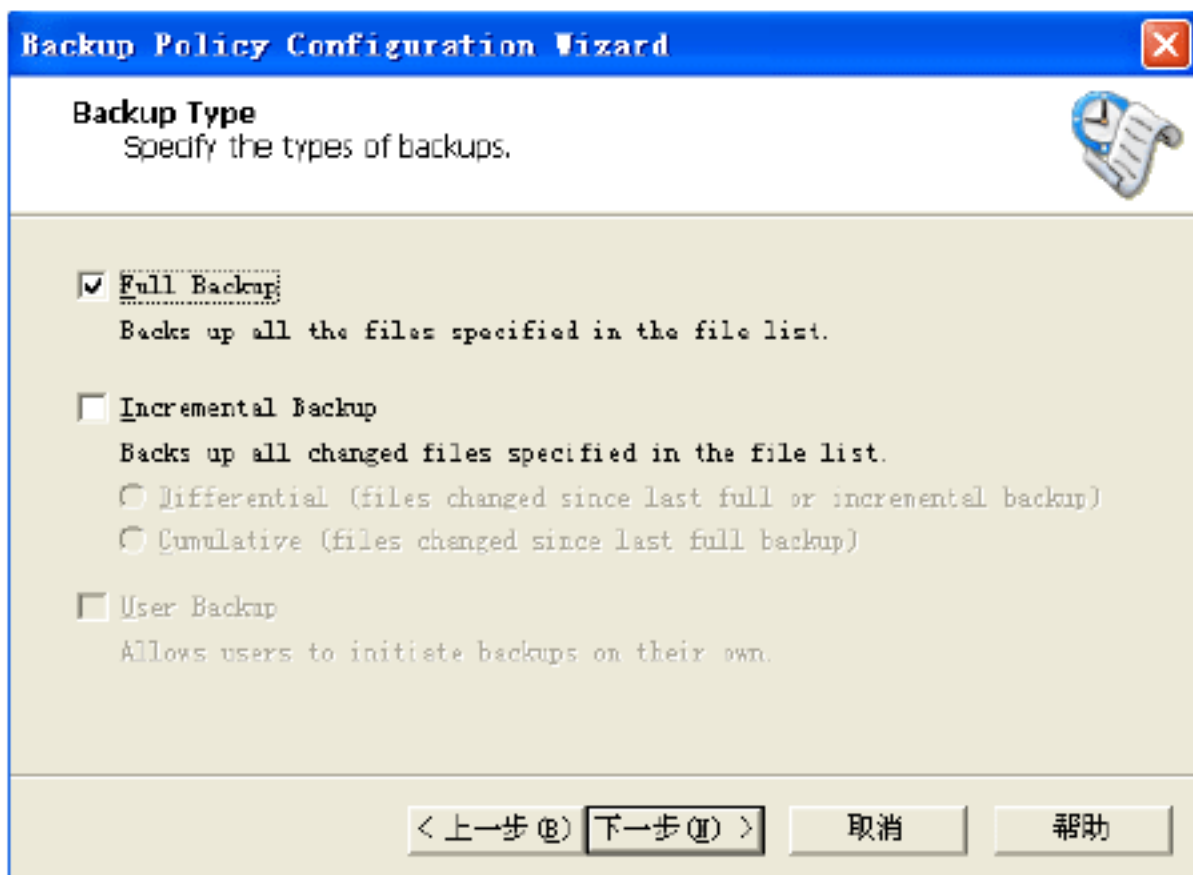 Backup Policy Configuration Wizard
Backup Type
Specify the types of backups.
Full Backup
Backs up all the files specified in the file list.
Incremental Backup
Backs up all changed files specified in the file list.
Differential (files changed since last full or incremental backup)
Cumulative (files changed since last full backup)
User Backup
Allows users to initiate backups on their own.
< 上一步(B) 下一步(N) > 取消 帮助